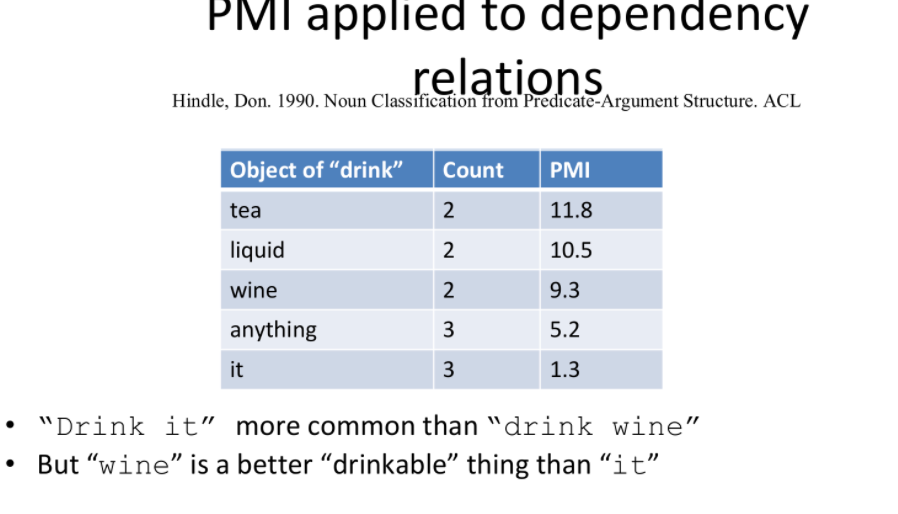 PMI applied to dependency
relations
Hindle, Don. 1990. Noun Classification from Predicate-Argument Structure. ACL
Object of “drink” Count PMI
tea 2 11.8
liquid 2 10.5
wine 2 9.3
anything 3 5.2
it 3 1.3
• “Drink it” more common than “drink wine”
• But “wine” is a better “drinkable” thing than “it”